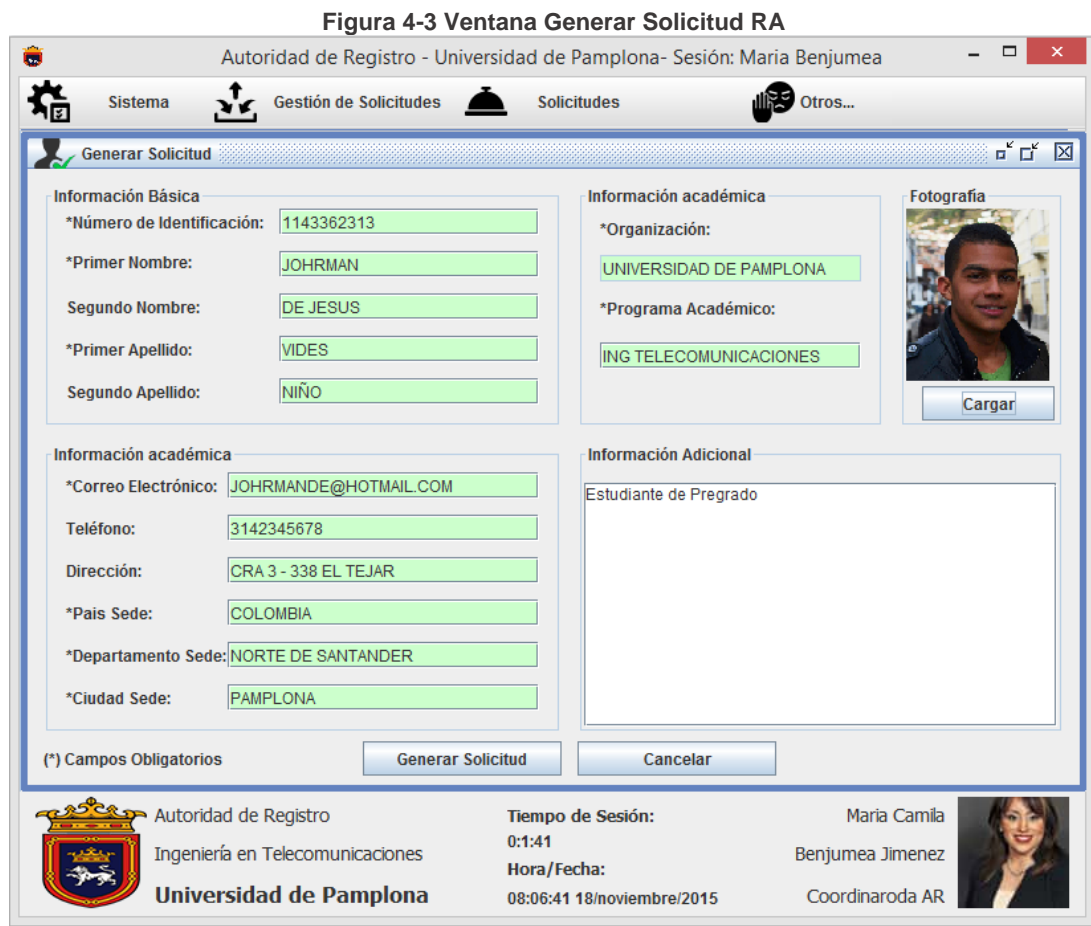 Figura 4-3 Ventana Generar Solicitud RA
Autoridad de Registro - Universidad de Pamplona- Sesión: Maria Benjumea
Sistema
Gestión de Solicitudes
Solicitudes
Otros...
Generar Solicitud
Información Básica
*Número de Identificación: 1143362313
*Primer Nombre: JOHRMAN
Segundo Nombre: DE JESUS
*Primer Apellido: VIDES
Segundo Apellido: NIÑO
Información académica
*Organización:
UNIVERSIDAD DE PAMPLONA
*Programa Académico:
ING TELECOMUNICACIONES
Fotografía
Cargar
Información académica
*Correo Electrónico: JOHRMANDE@HOTMAIL.COM
Teléfono: 3142345678
Dirección: CRA 3 - 338 EL TEJAR
*Pais Sede: COLOMBIA
*Departamento Sede: NORTE DE SANTANDER
*Ciudad Sede: PAMPLONA
Información Adicional
Estudiante de Pregrado
(*) Campos Obligatorios
Generar Solicitud
Cancelar
Autoridad de Registro
Ingeniería en Telecomunicaciones
Universidad de Pamplona
Tiempo de Sesión:
0:1:41
Hora/Fecha:
08:06:41 18/noviembre/2015
Maria Camila
Benjumea Jimenez
Coordinaroda AR